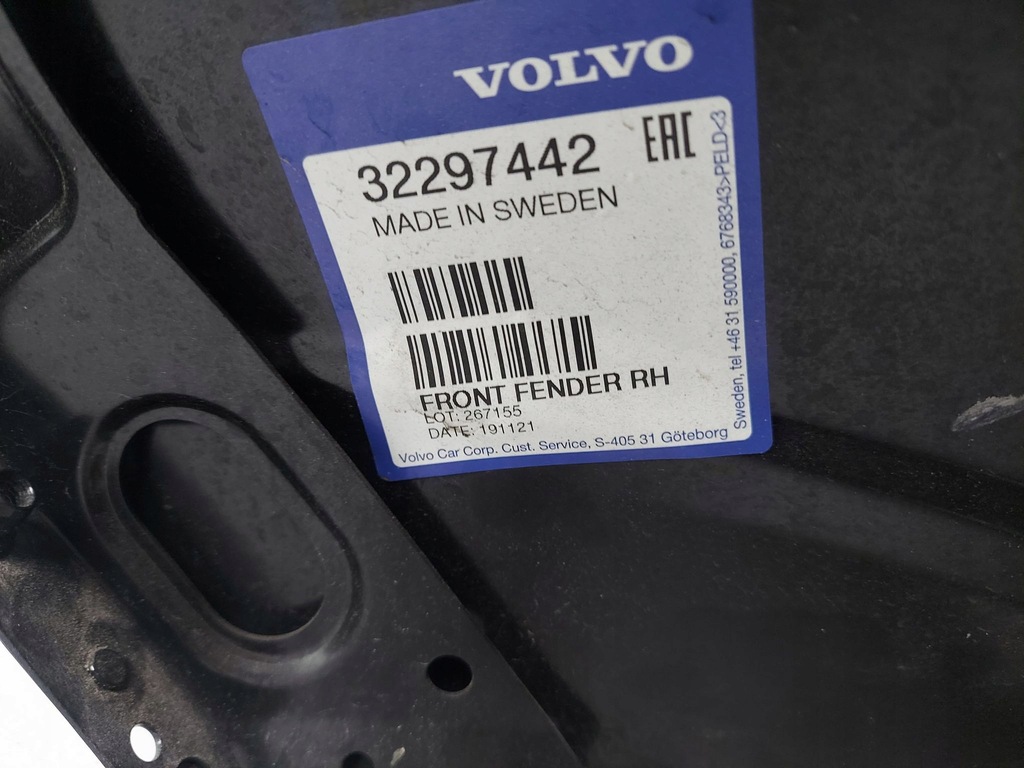 VOLVO
32297442
EAC
MADE IN SWEDEN
FRONT FENDER RH
LOT: 267155
DATE: 191121
Volvo Car Corp. Cust. Service, S-405 31 Göteborg
Sweden, tel +46 31 590000, 6768343>PELD<3